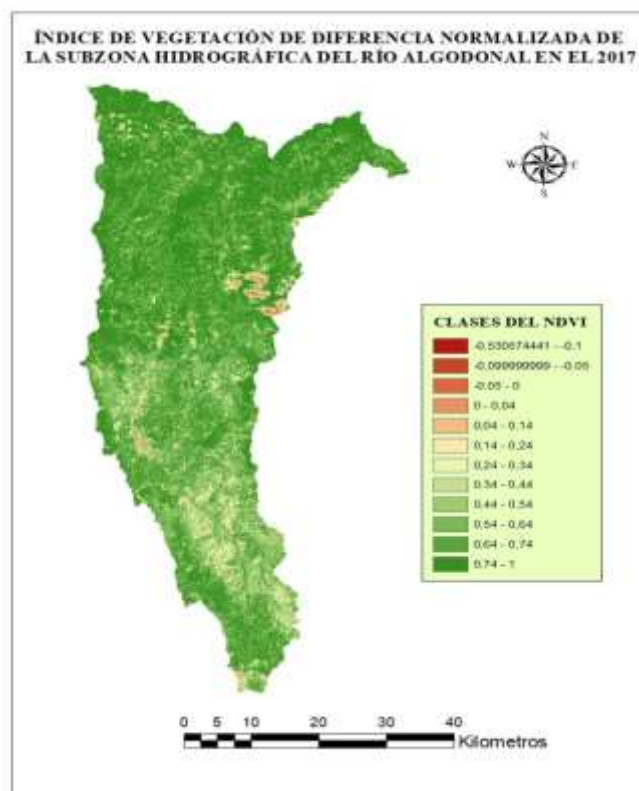 ÍNDICE DE VEGETACIÓN DE DIFERENCIA NORMALIZADA DE
LA SUBZONA HIDROGRÁFICA DEL RÍO ALGODONAL EN EL 2017
N
W E
S
CLASES DEL NDVI
-0.530674441 - -0.1
-0.099999999 - -0.05
-0.05 - 0
0 - 0.04
0.04 - 0.14
0.14 - 0.24
0.24 - 0.34
0.34 - 0.44
0.44 - 0.54
0.54 - 0.64
0.64 - 0.74
0.74 - 1
0 5 10 20 30 40
Kilometros